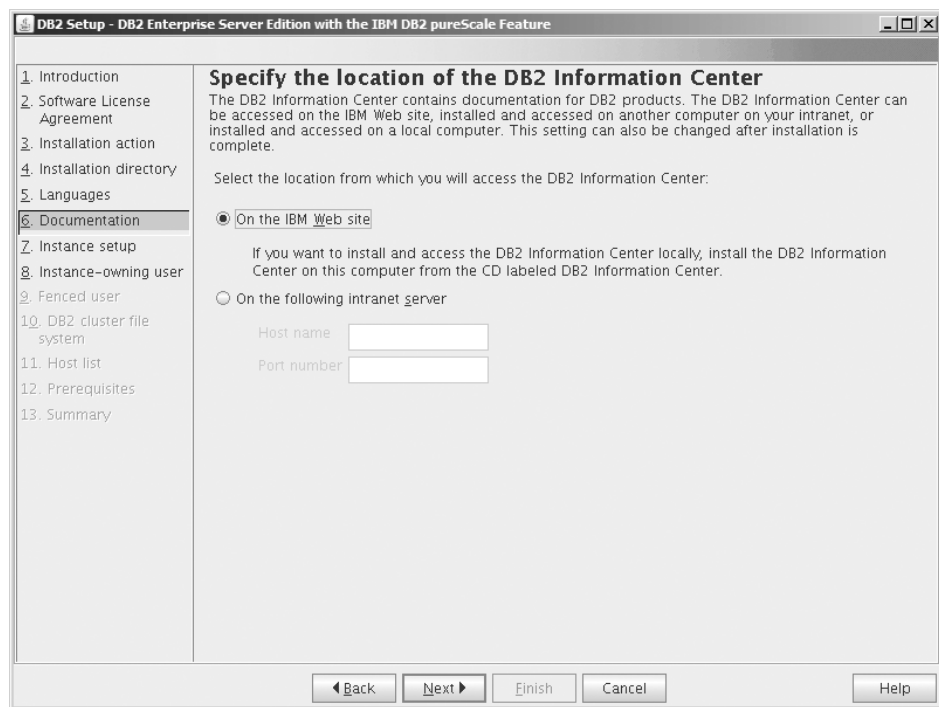 DB2 Setup - DB2 Enterprise Server Edition with the IBM DB2 pureScale Feature
1. Introduction
2. Software License
Agreement
3. Installation action
4. Installation directory
5. Languages
6. Documentation
7. Instance setup
8. Instance-owning user
9. Fenced user
10. DB2 cluster file
system
11. Host list
12. Prerequisites
13. Summary
Specify the location of the DB2 Information Center
The DB2 Information Center contains documentation for DB2 products. The DB2 Information Center can
be accessed on the IBM Web site, installed and accessed on another computer on your intranet, or
installed and accessed on a local computer. This setting can also be changed after installation is
complete.
Select the location from which you will access the DB2 Information Center:
On the IBM Web site
If you want to install and access the DB2 Information Center locally, install the DB2 Information
Center on this computer from the CD labeled DB2 Information Center.
On the following intranet server
Host name
Port number
Back
Next
Finish
Cancel
Help